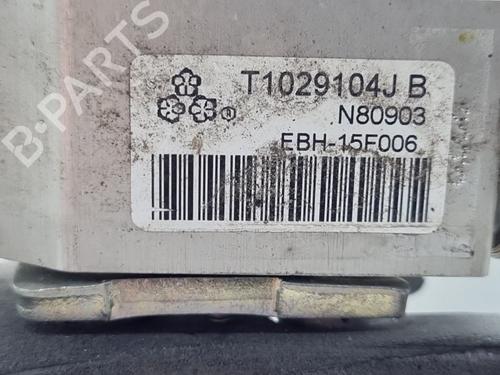 B-PARTS
T1029104J B
N80903
®
EBH-15F006